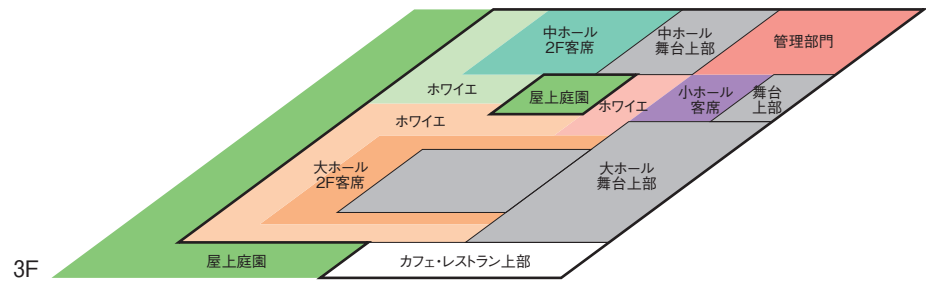 中ホール
2F客席
中ホール
舞台上部
管理部門
ホワイエ
屋上庭園
ホワイエ
小ホール
客席
舞台
上部
ホワイエ
大ホール
2F客席
大ホール
舞台上部
3F
屋上庭園
カフェ・レストラン上部